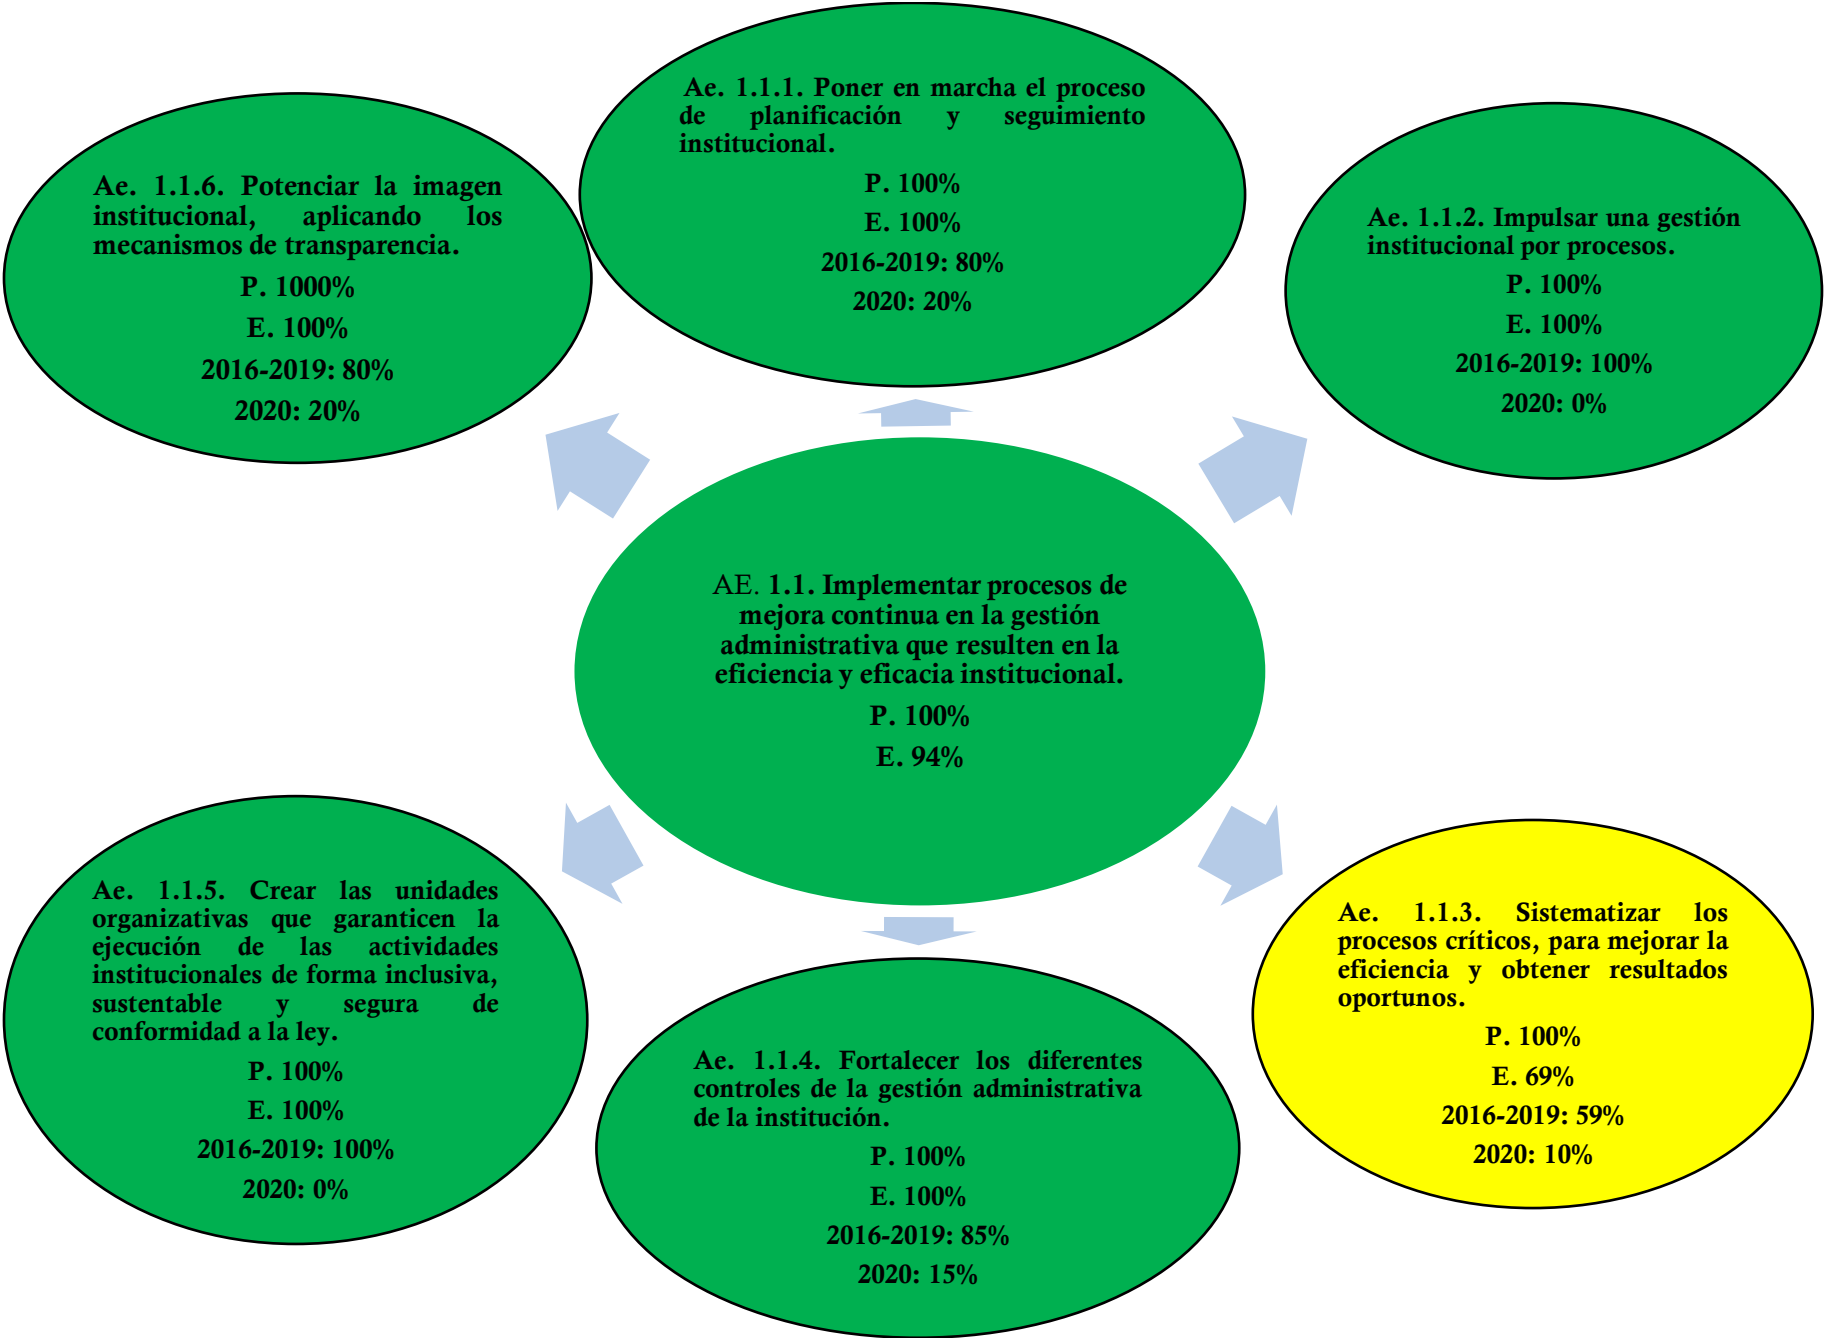 Ae. 1.1.1. Poner en marcha el proceso
de planificación y seguimiento
institucional.
P. 100%
E. 100%
2016-2019: 80%
2020: 20%
Ae. 1.1.6. Potenciar la imagen
institucional, aplicando los
mecanismos de transparencia.
P. 1000%
E. 100%
2016-2019: 80%
2020: 20%
Ae. 1.1.2. Impulsar una gestión
institucional por procesos.
P. 100%
E. 100%
2016-2019: 100%
2020: 0%
AE. 1.1. Implementar procesos de
mejora continua en la gestión
administrativa que resulten en la
eficiencia y eficacia institucional.
P. 100%
E. 94%
Ae. 1.1.5. Crear las unidades
organizativas que garanticen la
ejecución de las actividades
institucionales de forma inclusiva,
sustentable y segura de
conformidad a la ley.
P. 100%
E. 100%
2016-2019: 100%
2020: 0%
Ae. 1.1.3. Sistematizar los
procesos críticos, para mejorar la
eficiencia y obtener resultados
oportunos.
P. 100%
E. 69%
2016-2019: 59%
2020: 10%
Ae. 1.1.4. Fortalecer los diferentes
controles de la gestión administrativa
de la institución.
P. 100%
E. 100%
2016-2019: 85%
2020: 15%